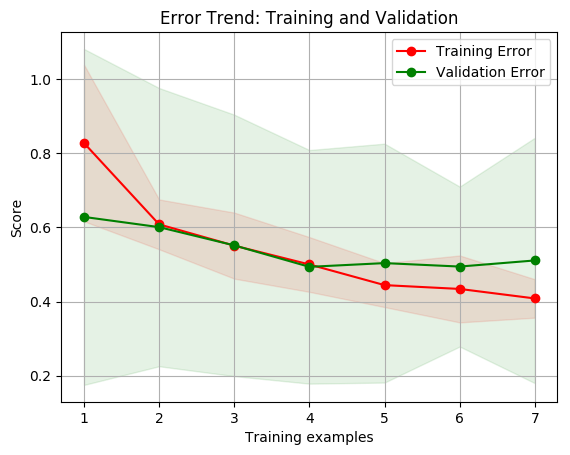 Error Trend: Training and Validation
Training Error
Validation Error
Score
1.0
0.8
0.6
0.4
0.2
1 2 3 4 5 6 7
Training examples